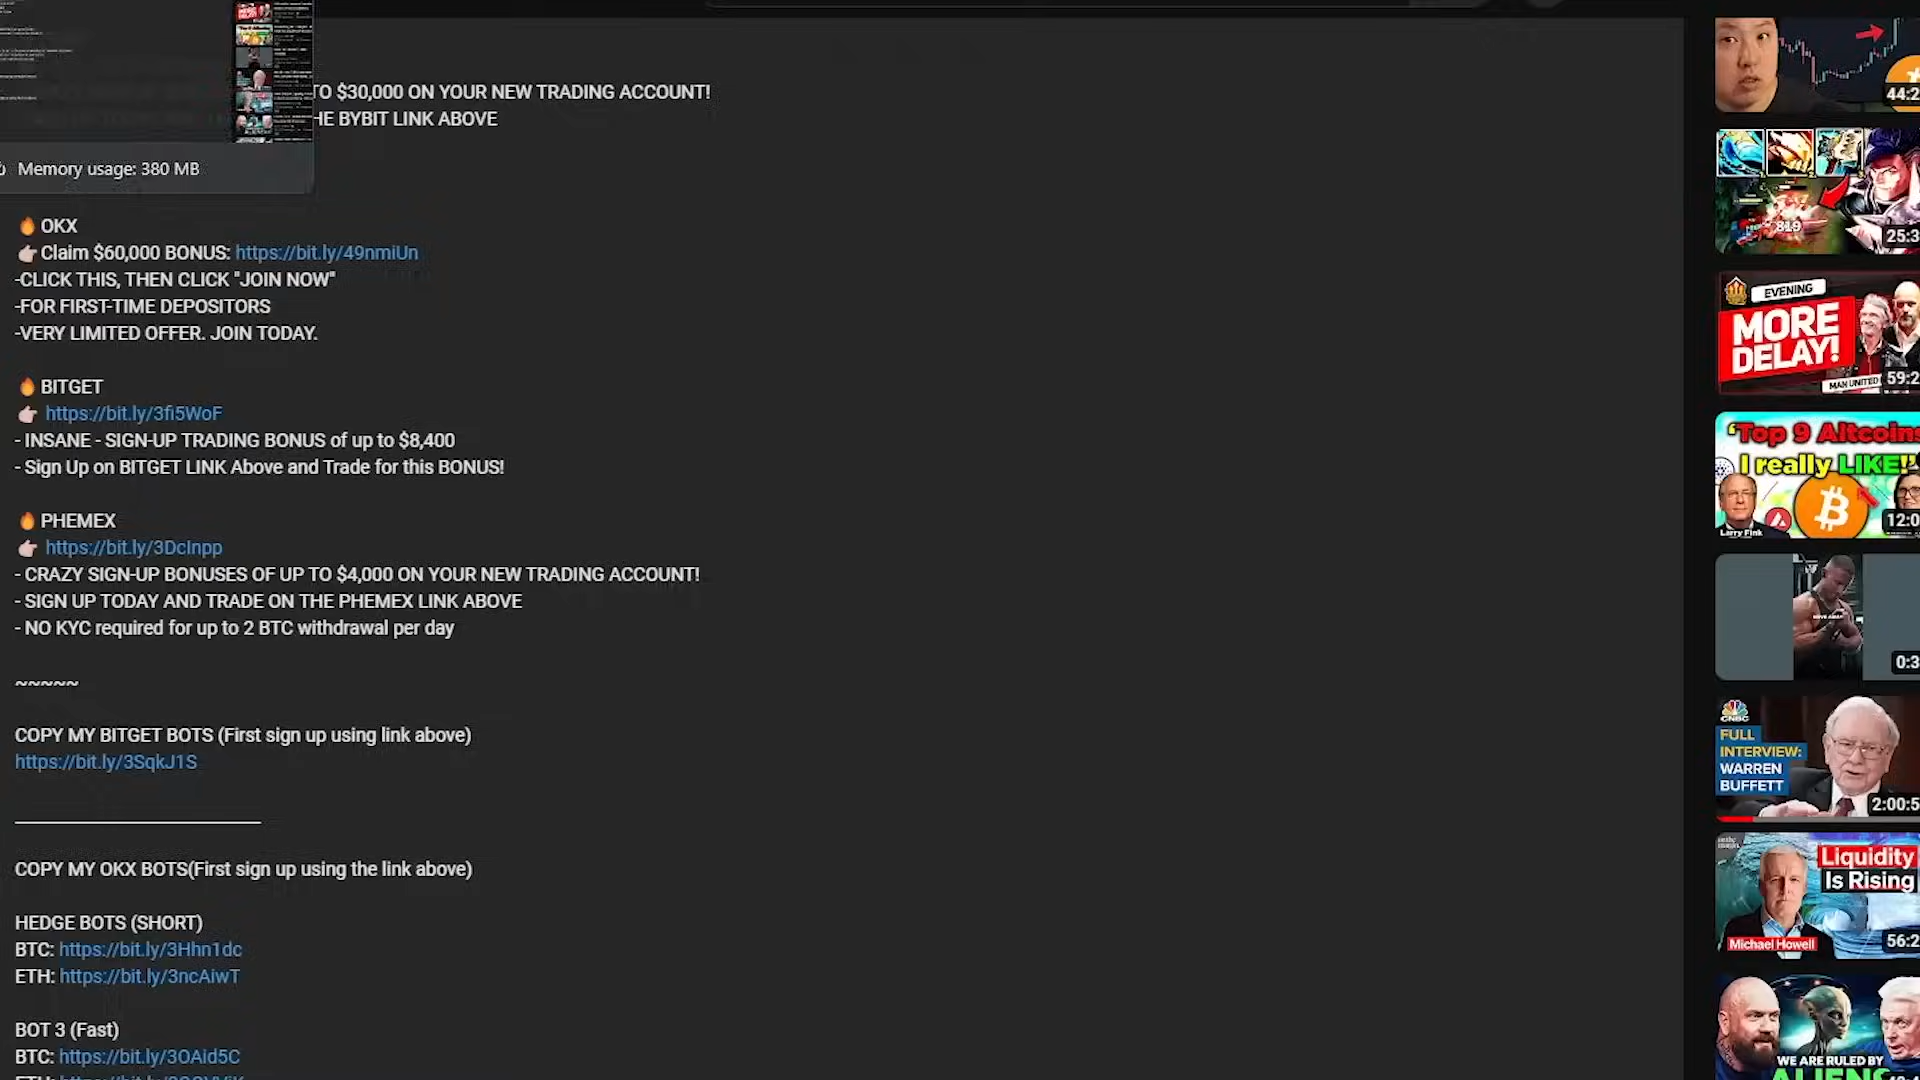 TO $30,000 ON YOUR NEW TRADING ACCOUNT!
HE BYBIT LINK ABOVE
Memory usage: 380 MB
🔥 OKX
👉🏻 Claim $60,000 BONUS: https://bit.ly/49nmiUn
-CLICK THIS, THEN CLICK "JOIN NOW"
-FOR FIRST-TIME DEPOSITORS
-VERY LIMITED OFFER. JOIN TODAY.
🔥 BITGET
👉🏻 https://bit.ly/3fi5WoF
- INSANE - SIGN-UP TRADING BONUS of up to $8,400
- Sign Up on BITGET LINK Above and Trade for this BONUS!
🔥 PHEMEX
👉🏻 https://bit.ly/3DcInpp
- CRAZY SIGN-UP BONUSES OF UP TO $4,000 ON YOUR NEW TRADING ACCOUNT!
- SIGN UP TODAY AND TRADE ON THE PHEMEX LINK ABOVE
- NO KYC required for up to 2 BTC withdrawal per day
~~~~~
COPY MY BITGET BOTS (First sign up using link above)
https://bit.ly/3SqkJ1S
COPY MY OKX BOTS(First sign up using the link above)
HEDGE BOTS (SHORT)
BTC: https://bit.ly/3Hhn1dc
ETH: https://bit.ly/3ncAiwT
BOT 3 (Fast)
BTC: https://bit.ly/3OAid5C
44:2
819
25:3
EVENING
MORE
DELAY!
MAN UNITED
59:2
'Top 9 Altcoins
I really LIKE!'
Larry Fink
12:0
0:3
CNBC
FULL
INTERVIEW:
WARREN
BUFFETT
2:00:5
Liquidity
Is Rising
Michael Howell
56:2
WE ARE RULED BY
ALIENS